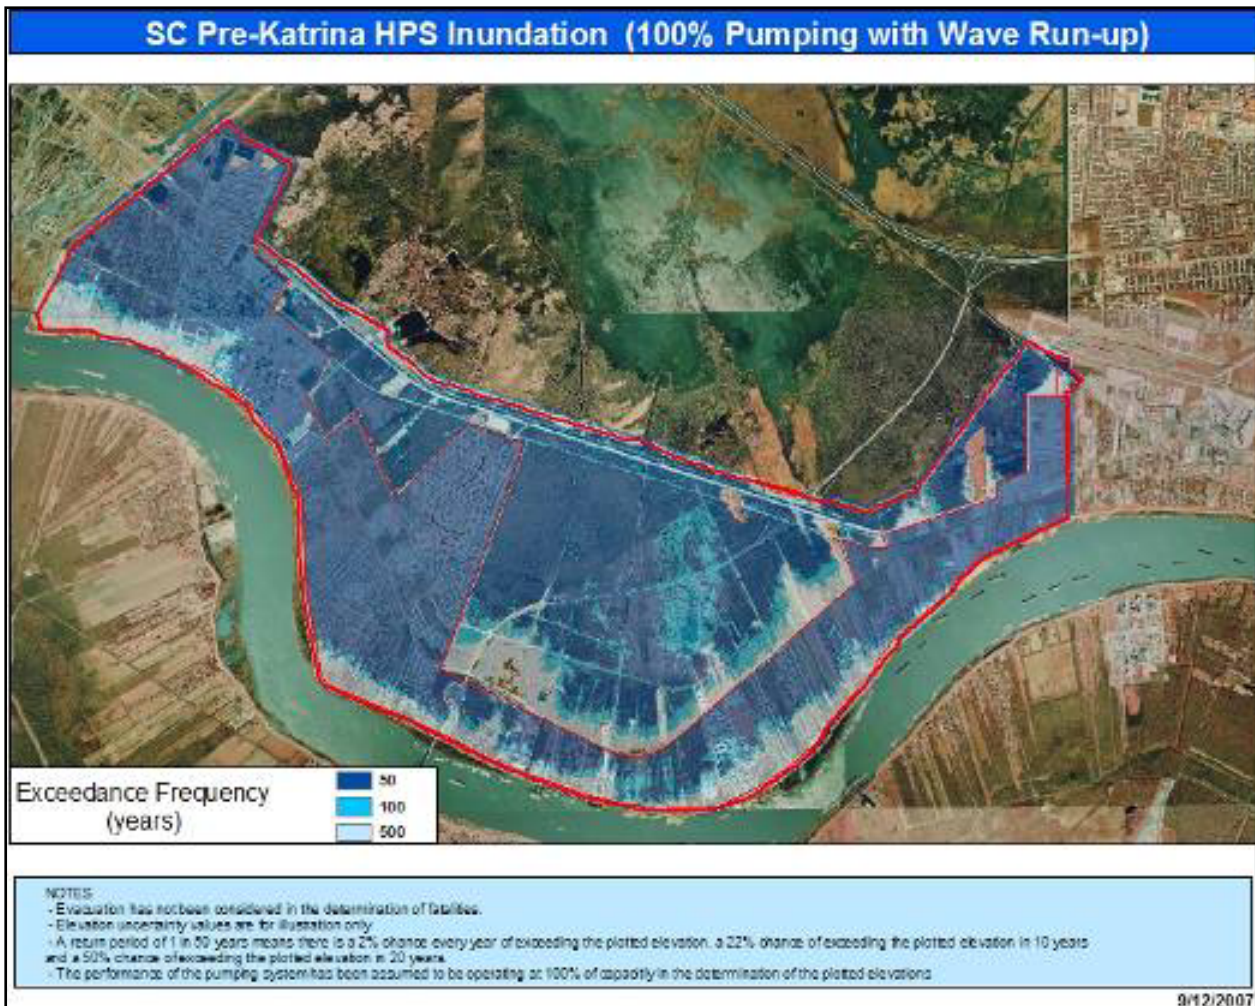 SC Pre-Katrina HPS Inundation (100% Pumping with Wave Run-up)
Exceedance Frequency
(years)
50
100
500
NOTES
- Evacuation has not been considered in the determination of fatalities.
- Elevation uncertainty values are for illustration only
- A return period of 1 in 50 years means there is a 2% chance every year of exceeding the plotted elevation, a 22% chance of exceeding the plotted elevation in 10 years
and a 50% chance of exceeding the plotted elevation in 20 years.
- The performance of the pumping system has been assumed to be operating at 100% of capacity in the determination of the plotted elevations
9/12/2007